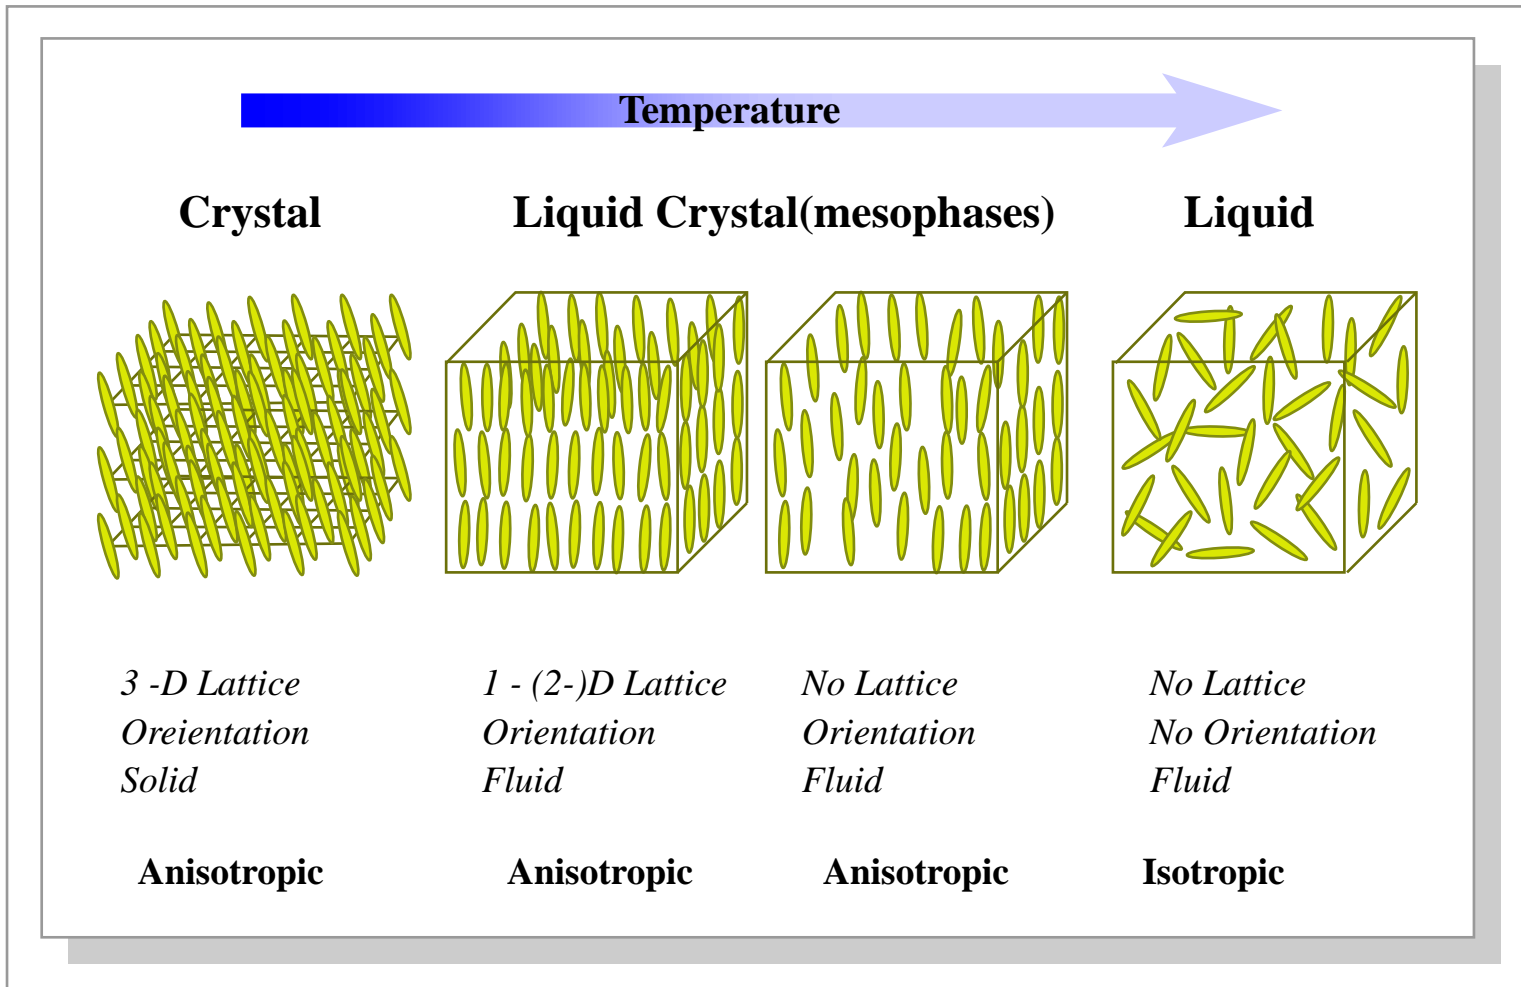 Temperature
Crystal
Liquid Crystal(mesophases)
Liquid
3 -D Lattice
Oreientation
Solid
1 - (2-)D Lattice
Orientation
Fluid
No Lattice
Orientation
Fluid
No Lattice
No Orientation
Fluid
Anisotropic
Anisotropic
Anisotropic
Isotropic